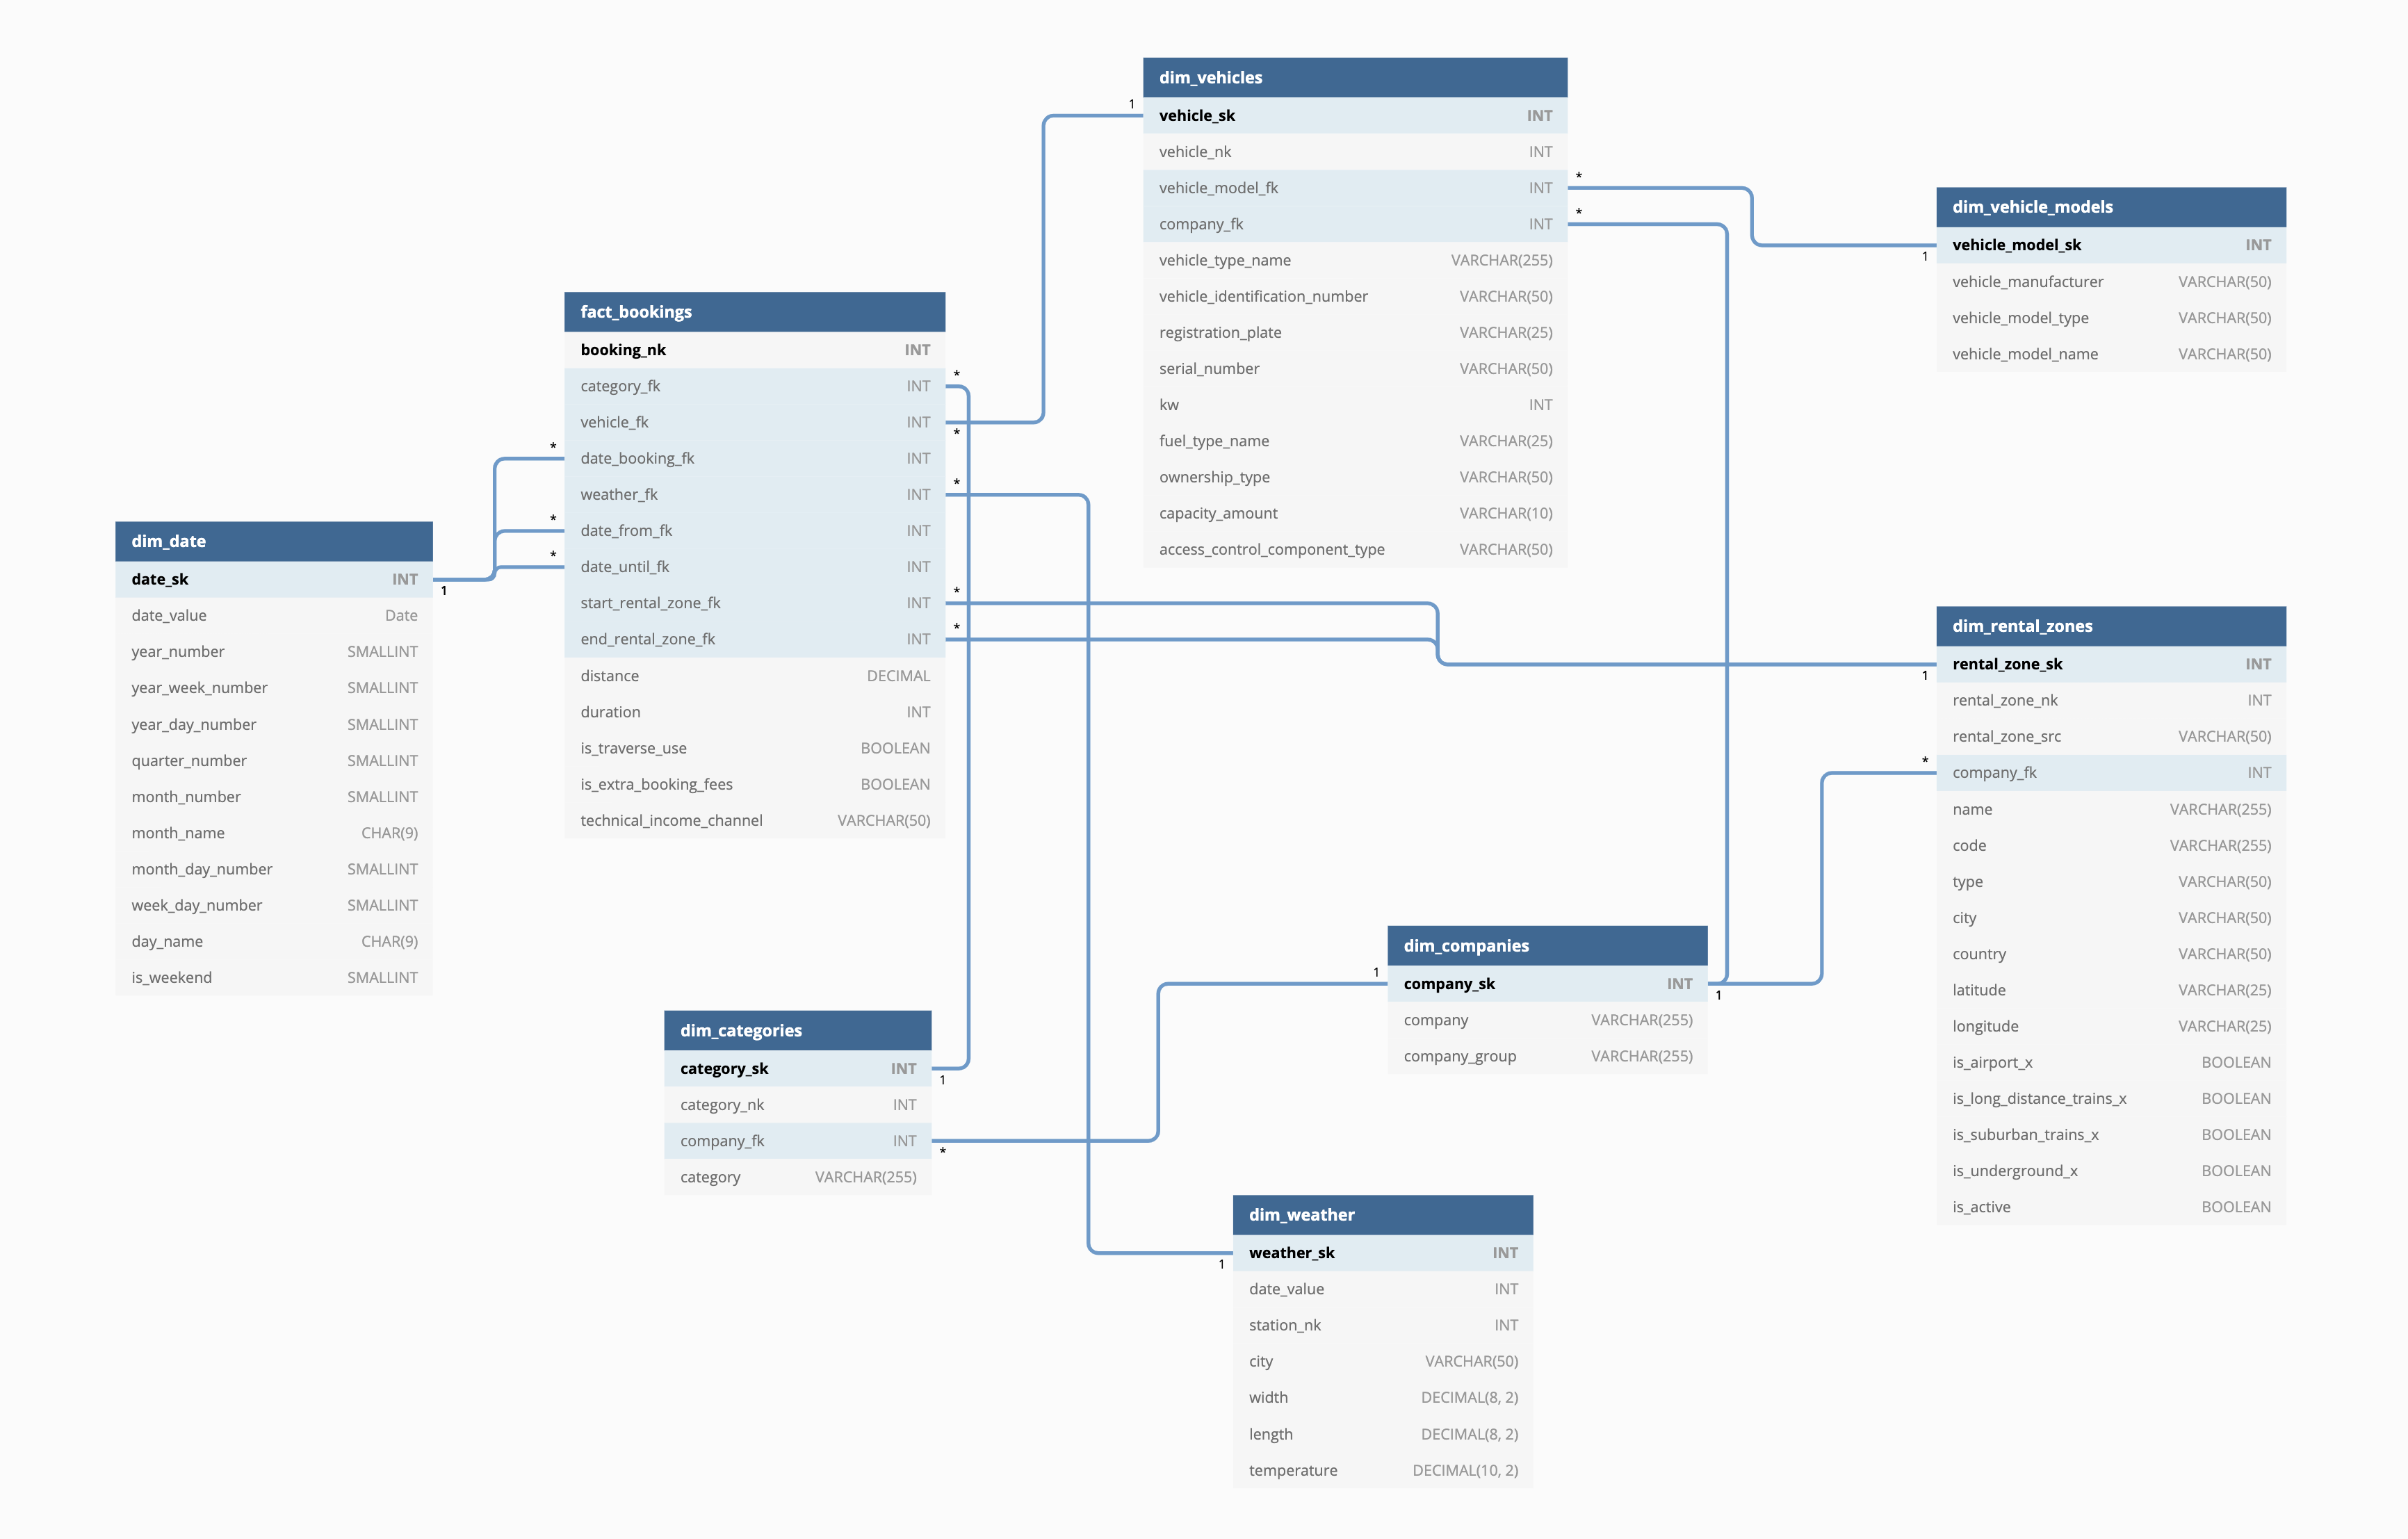 dim_vehicles
1
vehicle_sk INT
vehicle_nk INT
vehicle_model_fk INT *
company_fk INT *
vehicle_type_name VARCHAR(255)
vehicle_identification_number VARCHAR(50)
registration_plate VARCHAR(25)
serial_number VARCHAR(50)
kw INT
fuel_type_name VARCHAR(25)
ownership_type VARCHAR(50)
capacity_amount VARCHAR(10)
access_control_component_type VARCHAR(50)
dim_vehicle_models
vehicle_model_sk INT
1
vehicle_manufacturer VARCHAR(50)
vehicle_model_type VARCHAR(50)
vehicle_model_name VARCHAR(50)
fact_bookings
booking_nk INT
category_fk INT *
vehicle_fk INT *
* date_booking_fk INT
weather_fk INT *
* date_from_fk INT
* date_until_fk INT
start_rental_zone_fk INT *
end_rental_zone_fk INT *
distance DECIMAL
duration INT
is_traverse_use BOOLEAN
is_extra_booking_fees BOOLEAN
technical_income_channel VARCHAR(50)
dim_date
date_sk INT
1
date_value Date
year_number SMALLINT
year_week_number SMALLINT
year_day_number SMALLINT
quarter_number SMALLINT
month_number SMALLINT
month_name CHAR(9)
month_day_number SMALLINT
week_day_number SMALLINT
day_name CHAR(9)
is_weekend SMALLINT
dim_rental_zones
rental_zone_sk INT
1
rental_zone_nk INT
rental_zone_src VARCHAR(50)
* company_fk INT
name VARCHAR(255)
code VARCHAR(255)
type VARCHAR(50)
city VARCHAR(50)
country VARCHAR(50)
latitude VARCHAR(25)
longitude VARCHAR(25)
is_airport_x BOOLEAN
is_long_distance_trains_x BOOLEAN
is_suburban_trains_x BOOLEAN
is_underground_x BOOLEAN
is_active BOOLEAN
dim_companies
1 company_sk INT 1
company VARCHAR(255)
company_group VARCHAR(255)
dim_categories
category_sk INT
1
category_nk INT
company_fk INT
*
category VARCHAR(255)
dim_weather
weather_sk INT
1
date_value INT
station_nk INT
city VARCHAR(50)
width DECIMAL(8, 2)
length DECIMAL(8, 2)
temperature DECIMAL(10, 2)